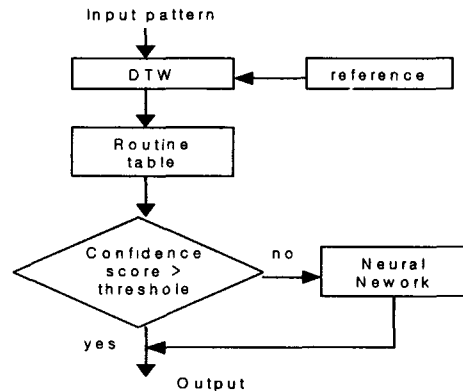 Input pattern
DTW
reference
Routine
table
Confidence
score >
threshole
no
Neural
Nework
yes
Output